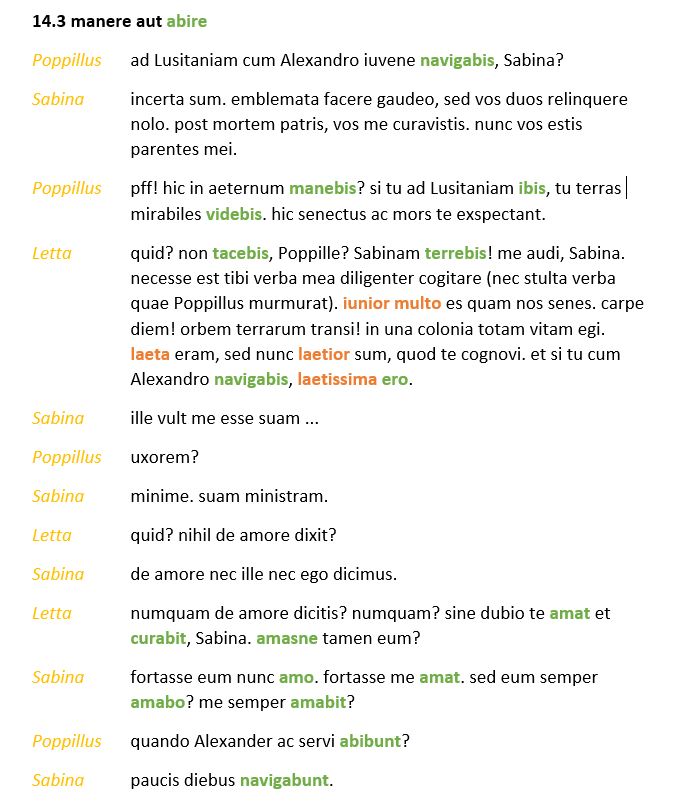 14.3 manere aut abire
Poppillus ad Lusitaniam cum Alexandro iuvene navigabis, Sabina?
Sabina incerta sum. emblemata facere gaudeo, sed vos duos relinquere
nolo. post mortem patris, vos me curavistis. nunc vos estis
parentes mei.
Poppillus pff! hic in aeternum manebis? si tu ad Lusitaniam ibis, tu terras
mirabiles videbis. hic senectus ac mors te exspectant.
Letta quid? non tacebis, Poppille? Sabinam terrebis! me audi, Sabina.
necesse est tibi verba mea diligenter cogitare (nec stulta verba
quae Poppillus murmurat). iunior multo es quam nos senes. carpe
diem! orbem terrarum transi! in una colonia totam vitam egi.
laeta eram, sed nunc laetior sum, quod te cognovi. et si tu cum
Alexandro navigabis, laetissima ero.
Sabina ille vult me esse suam ...
Poppillus uxorem?
Sabina minime. suam ministram.
Letta quid? nihil de amore dixit?
Sabina de amore nec ille nec ego dicimus.
Letta numquam de amore dicitis? numquam? sine dubio te amat et
curabit, Sabina. amasne tamen eum?
Sabina fortasse eum nunc amo. fortasse me amat. sed eum semper
amabo? me semper amabit?
Poppillus quando Alexander ac servi abibunt?
Sabina paucis diebus navigabunt.